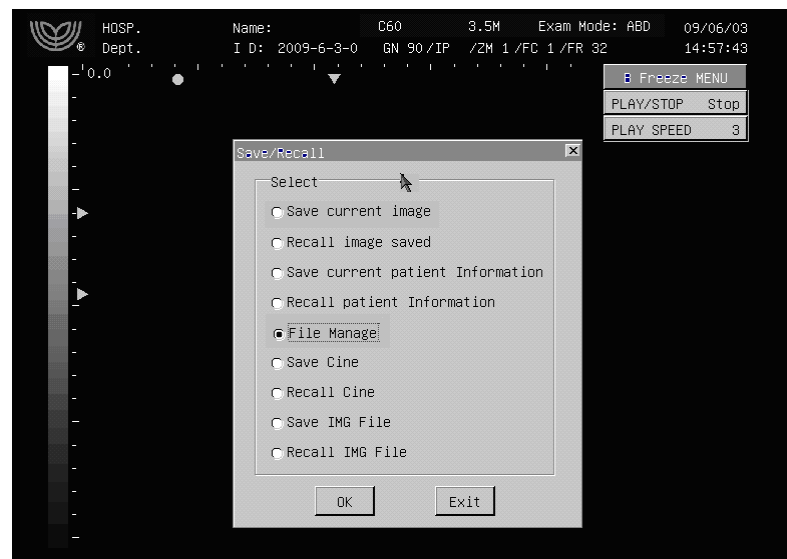 HOSP. Name: C60 3.5M Exam Mode: ABD 09/06/03
® Dept. I D: 2009-6-3-0 GN 90/IP /ZM 1/FC 1/FR 32 14:57:43
0.0
B Freeze MENU
PLAY/STOP Stop
PLAY SPEED 3
Save/Recall
Select
Save current image
Recall image saved
Save current patient Information
Recall patient Information
File Manage
Save Cine
Recall Cine
Save IMG File
Recall IMG File
OK Exit